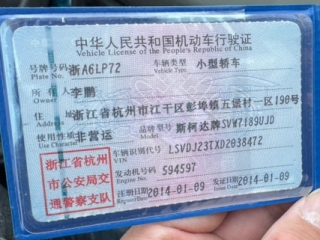 中华人民共和国机动车行驶证
Vehicle License of the People's Republic of China
号牌号码 浙A6LP72 车辆类型 小型轿车
Plate No. Vehicle Type
所有人 李鹏
Owner
住址 浙江省杭州市江干区彭埠镇五堡村一区190号
Address
使用性质 非营运 品牌型号 斯柯达牌SVW7189UJD
Use Character Model
浙江省杭州
市公安局交
通警察支队
车辆识别代号 LSVDJ23TXD2038472
VIN
发动机号码 594597
Engine No.
注册日期 2014-01-09 发证日期 2014-01-09
Register Date Issue Date